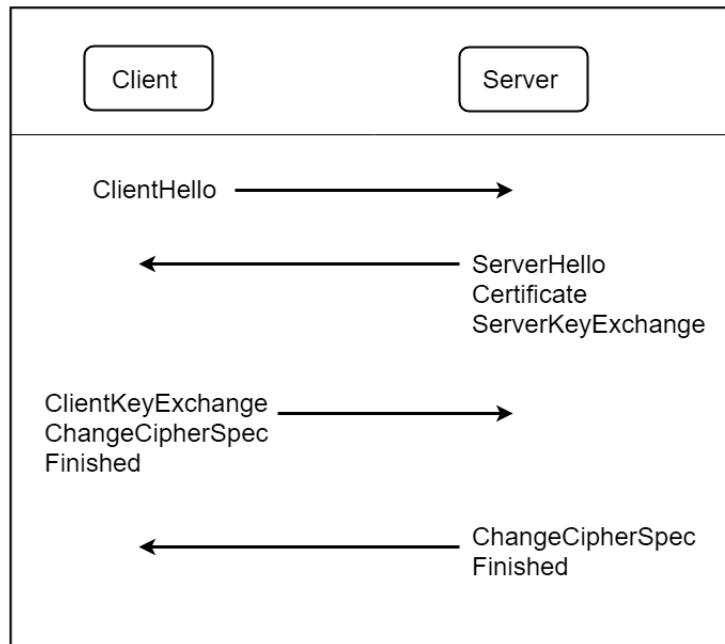 Client
Server
ClientHello
ServerHello
Certificate
ServerKeyExchange
ClientKeyExchange
ChangeCipherSpec
Finished
ChangeCipherSpec
Finished